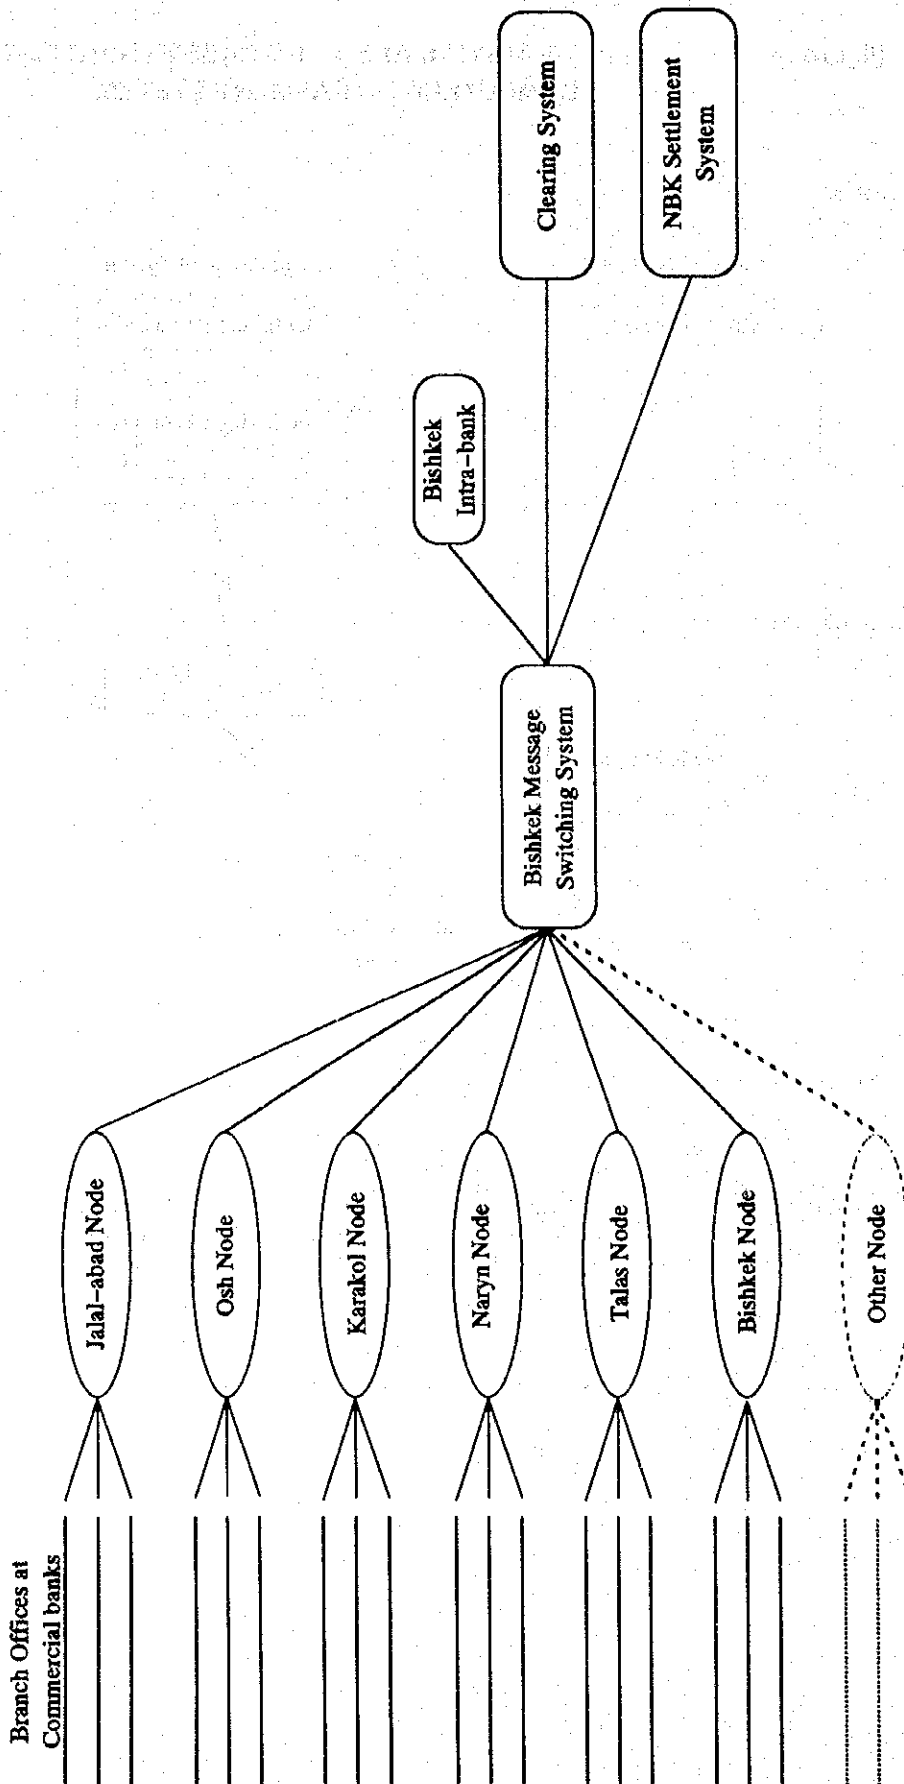 Branch Offices at
Commercial banks
Jalal-abad Node
Osh Node
Karakol Node
Naryn Node
Talas Node
Bishkek Node
Other Node
Bishkek Message
Switching System
Bishkek
Intra-bank
Clearing System
NBK Settlement
System